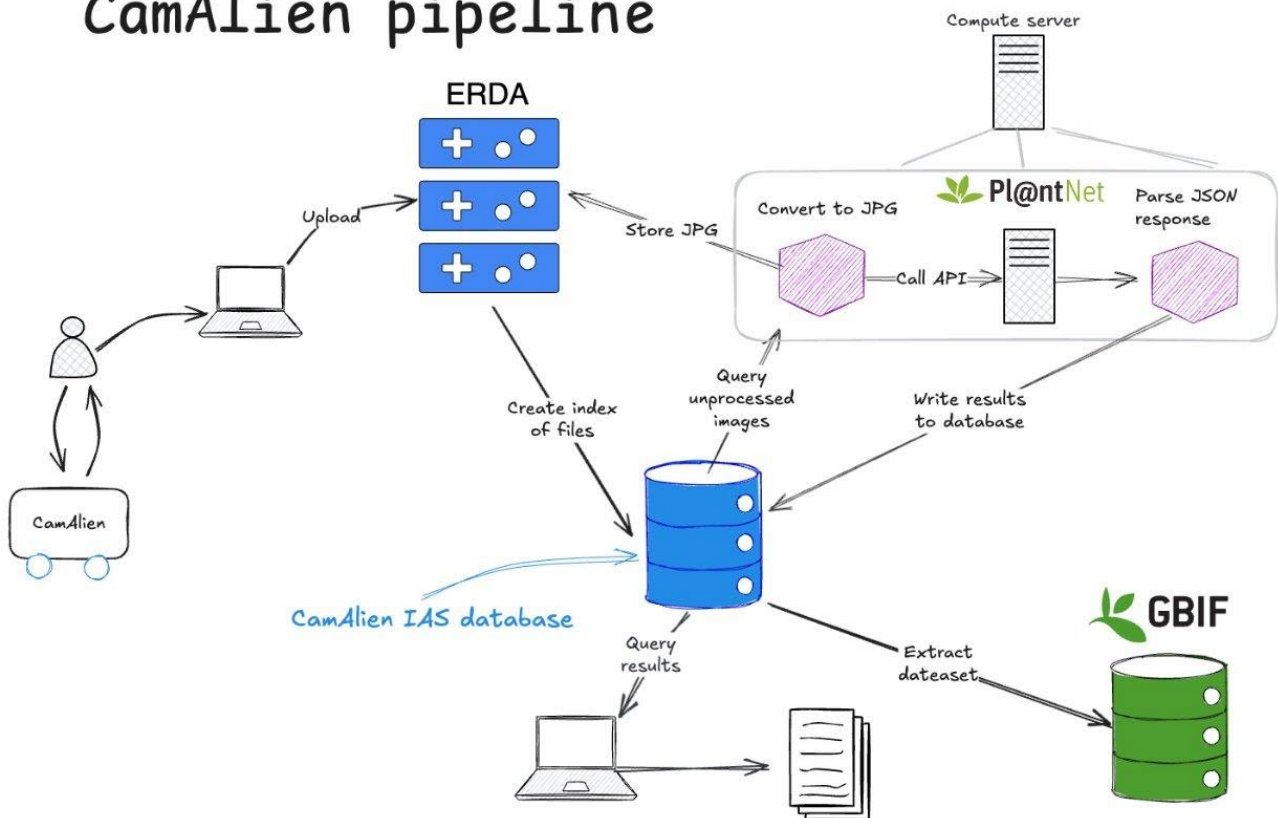 CamAlien pipeline
Compute server
ERDA
Pl@ntNet
Convert to JPG
Parse JSON
response
Upload
Store JPG
Call API
Query
unprocessed
images
Create index
of files
Write results
to database
CamAlien
CamAlien IAS database
GBIF
Query
results
Extract
dateaset